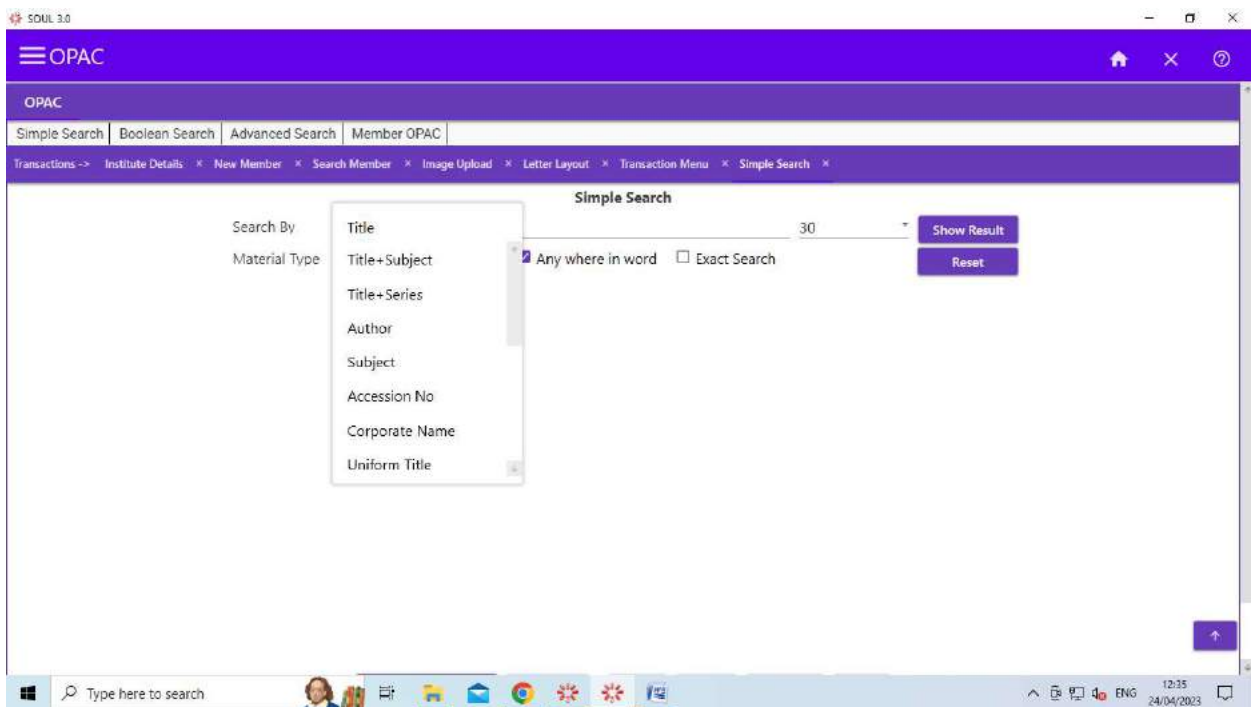 SOUL 3.0
OPAC
OPAC
Simple Search Boolean Search Advanced Search Member OPAC
Transactions -> Institute Details × New Member × Search Member × Image Upload × Letter Layout × Transaction Menu × Simple Search ×
Simple Search
Search By Title 30 Show Result
Material Type Title+Subject Any where in word Exact Search Reset
Title+Series
Author
Subject
Accession No
Corporate Name
Uniform Title
Type here to search ENG 12:35
24/04/2023